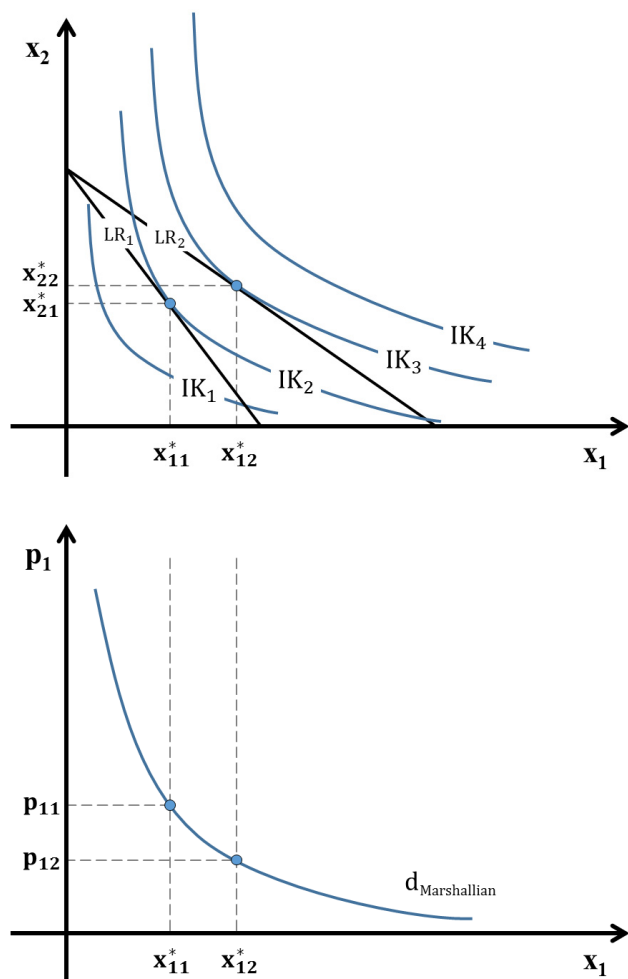 x₂
LR₁
LR₂
x*₂₂
x*₂₁
IK₁
IK₂
IK₃
IK₄
x*₁₁
x*₁₂
x₁
p₁
p₁₁
p₁₂
d_Marshallian
x*₁₁
x*₁₂
x₁